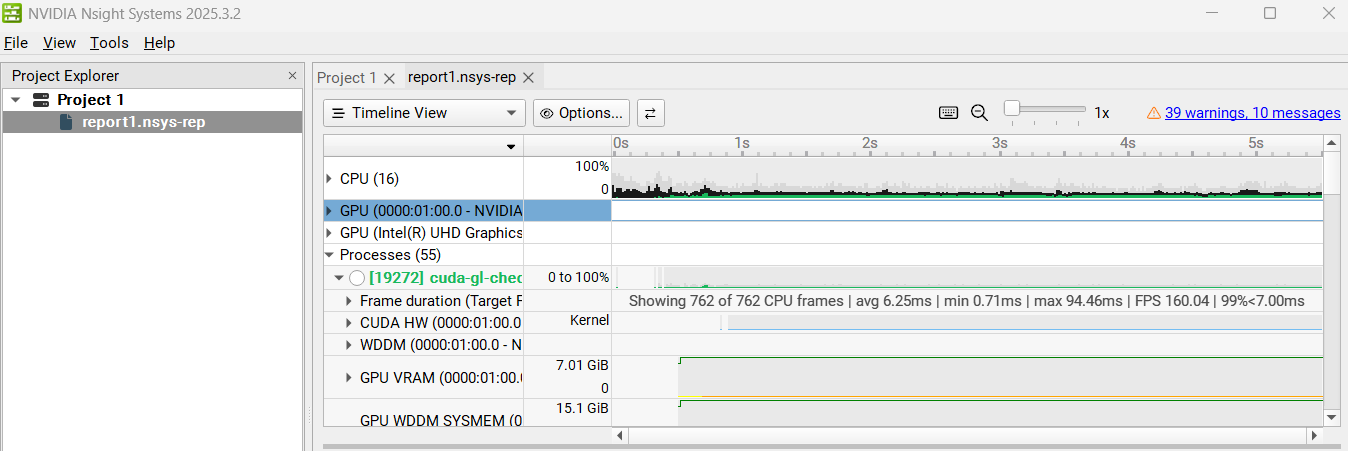 NVIDIA Nsight Systems 2025.3.2
File View Tools Help
Project Explorer
Project 1
report1.nsys-rep
Project 1
report1.nsys-rep
Timeline View
Options...
1x
39 warnings, 10 messages
0s 1s 2s 3s 4s 5s
CPU (16)
100%
0
GPU (0000:01:00.0 - NVIDIA
GPU (Intel(R) UHD Graphics
Processes (55)
[19272] cuda-gl-chec
0 to 100%
Frame duration (Target F
Showing 762 of 762 CPU frames | avg 6.25ms | min 0.71ms | max 94.46ms | FPS 160.04 | 99%<7.00ms
CUDA HW (0000:01:00.0
Kernel
WDDM (0000:01:00.0 - N
GPU VRAM (0000:01:00.
7.01 GiB
0
GPU WDDM SYSMEM (0
15.1 GiB